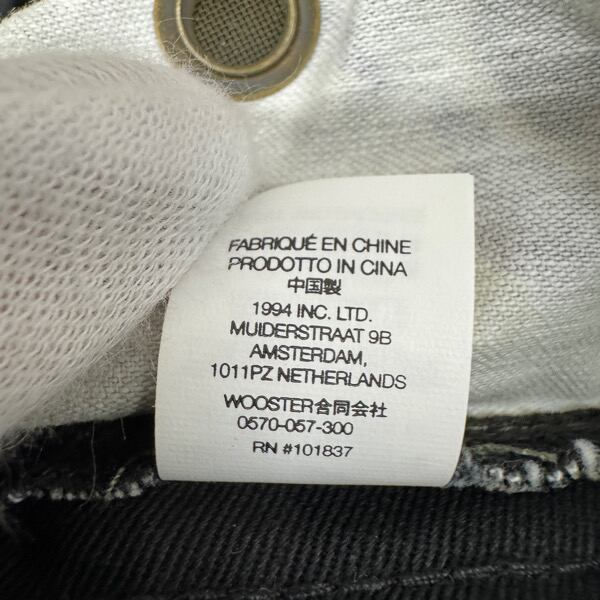 FABRIQUÉ EN CHINE
PRODOTTO IN CINA
中国製
1994 INC. LTD.
MUIDERSTRAAT 9B
AMSTERDAM,
1011PZ NETHERLANDS
WOOSTER合同会社
0570-057-300
RN #101837